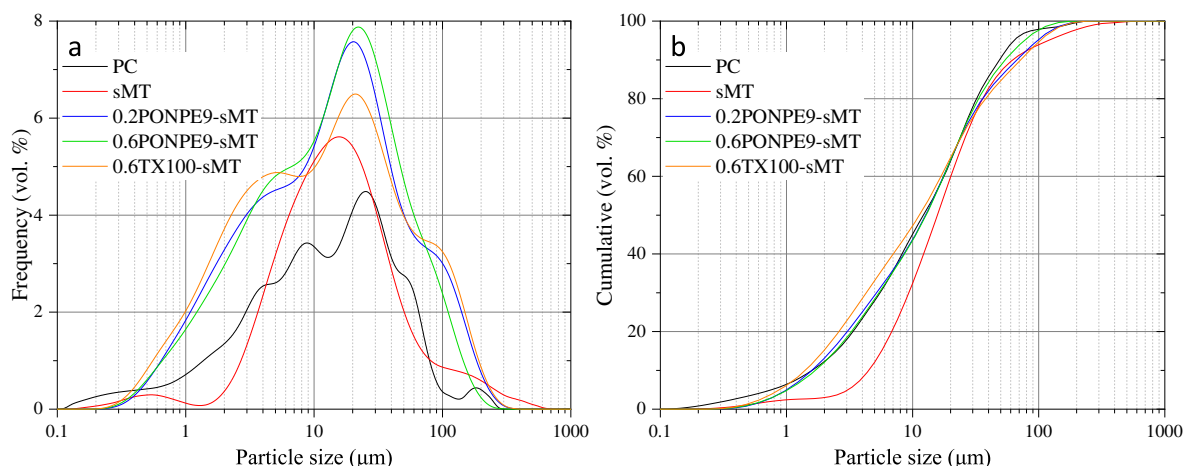 a
PC
sMT
0.2PONPE9-sMT
0.6PONPE9-sMT
0.6TX100-sMT
Frequency (vol. %)
8
6
4
2
0
0.1 1 10 100 1000
Particle size (µm)
b
PC
sMT
0.2PONPE9-sMT
0.6PONPE9-sMT
0.6TX100-sMT
Cumulative (vol. %)
100
80
60
40
20
0
0.1 1 10 100 1000
Particle size (µm)